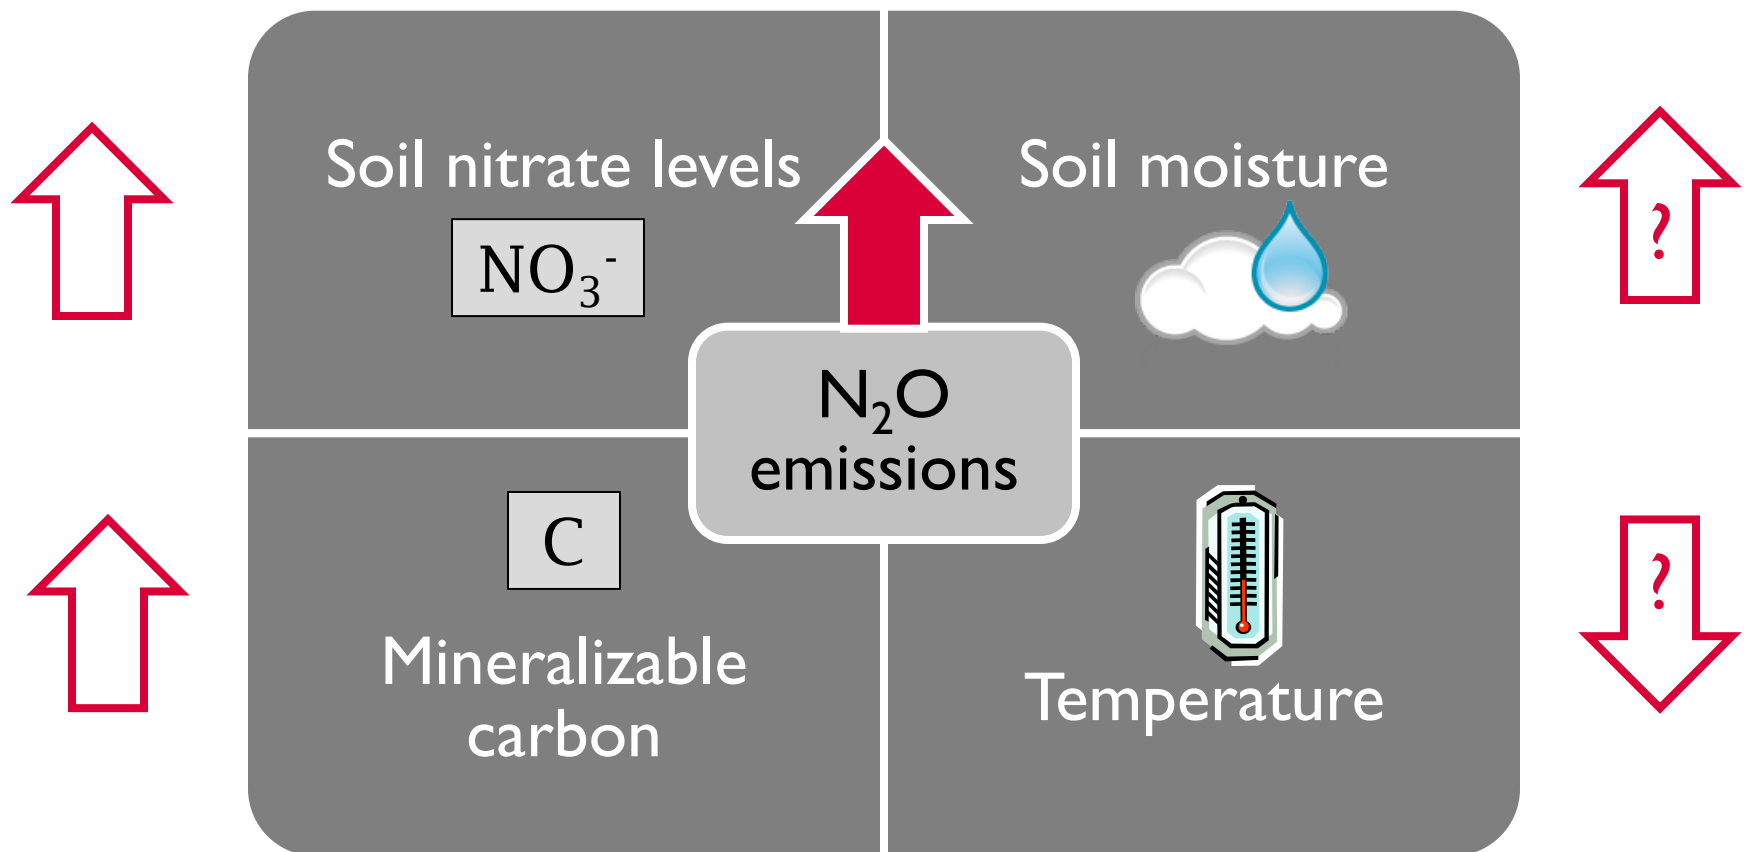 Soil nitrate levels
NO₃⁻
Soil moisture
?
N₂O
emissions
C
Mineralizable
carbon
Temperature
?